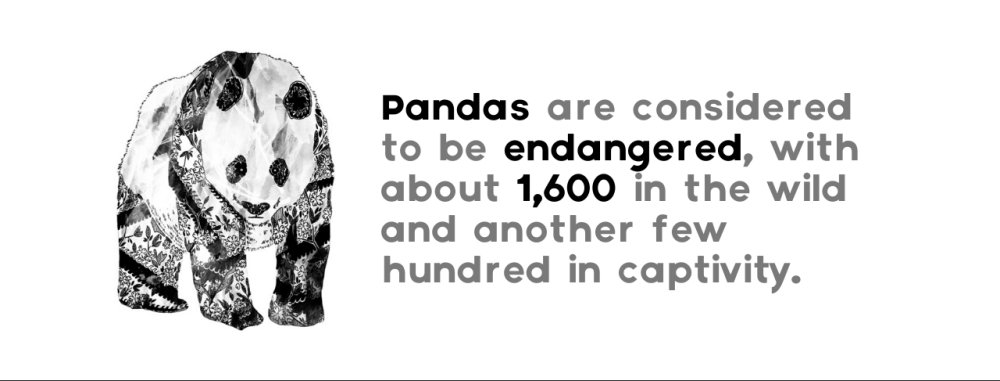 Pandas are considered
to be endangered, with
about 1,600 in the wild
and another few
hundred in captivity.